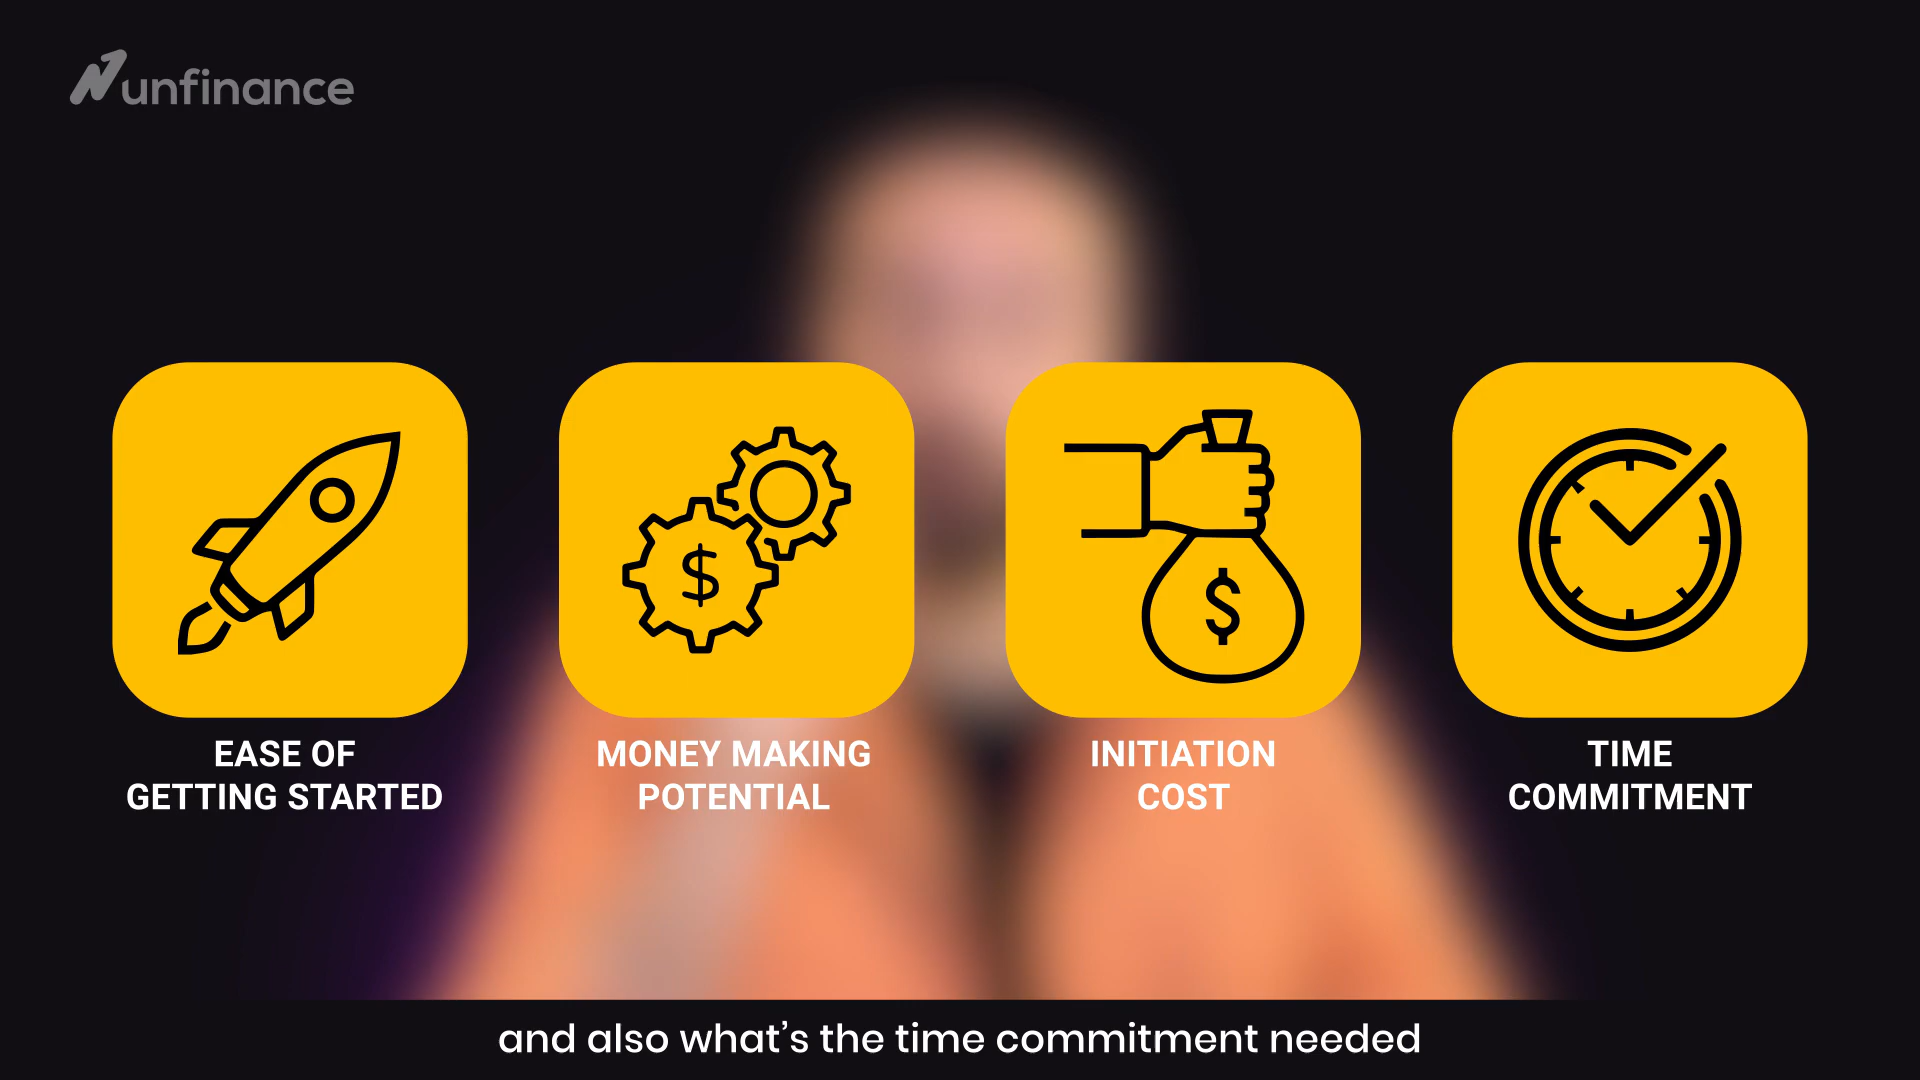 unfinance
EASE OF
GETTING STARTED
MONEY MAKING
POTENTIAL
INITIATION
COST
TIME
COMMITMENT
$
$
and also what's the time commitment needed